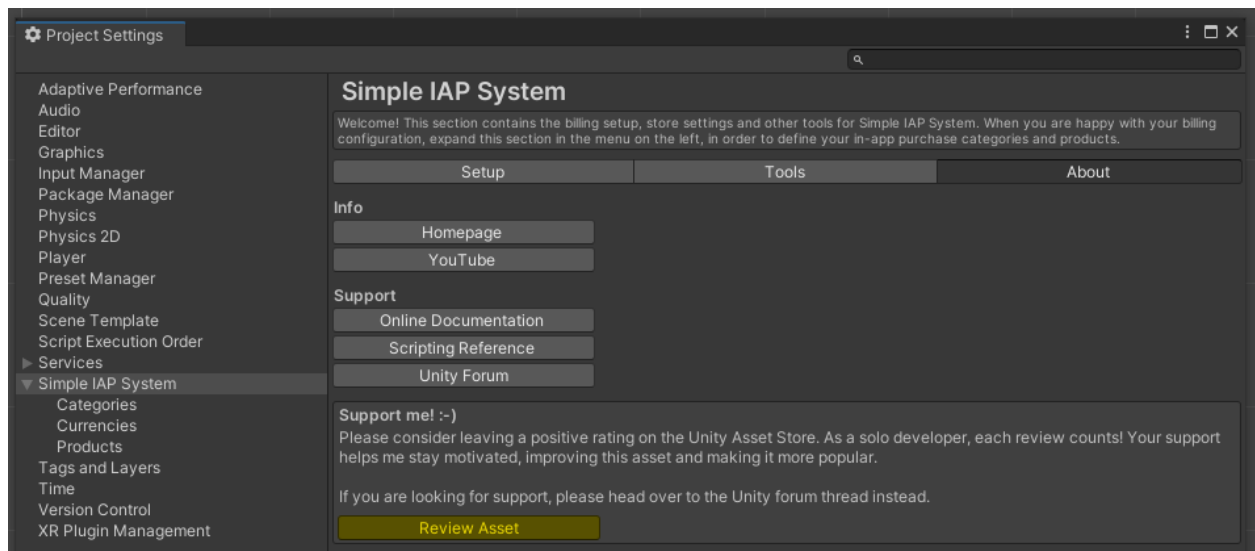 Project Settings
Adaptive Performance
Audio
Editor
Graphics
Input Manager
Package Manager
Physics
Physics 2D
Player
Preset Manager
Quality
Scene Template
Script Execution Order
Services
Simple IAP System
Categories
Currencies
Products
Tags and Layers
Time
Version Control
XR Plugin Management
Simple IAP System
Welcome! This section contains the billing setup, store settings and other tools for Simple IAP System. When you are happy with your billing
configuration, expand this section in the menu on the left, in order to define your in-app purchase categories and products.
Setup
Tools
About
Info
Homepage
YouTube
Support
Online Documentation
Scripting Reference
Unity Forum
Support me! :-)
Please consider leaving a positive rating on the Unity Asset Store. As a solo developer, each review counts! Your support
helps me stay motivated, improving this asset and making it more popular.
If you are looking for support, please head over to the Unity forum thread instead.
Review Asset